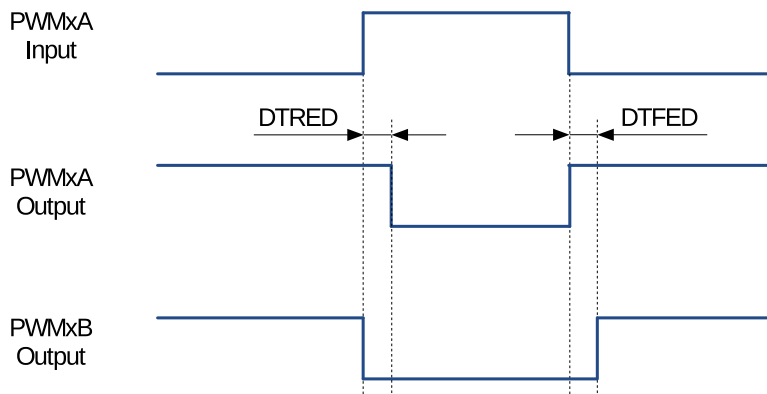 PWMxA
Input
DTRED
DTFED
PWMxA
Output
PWMxB
Output